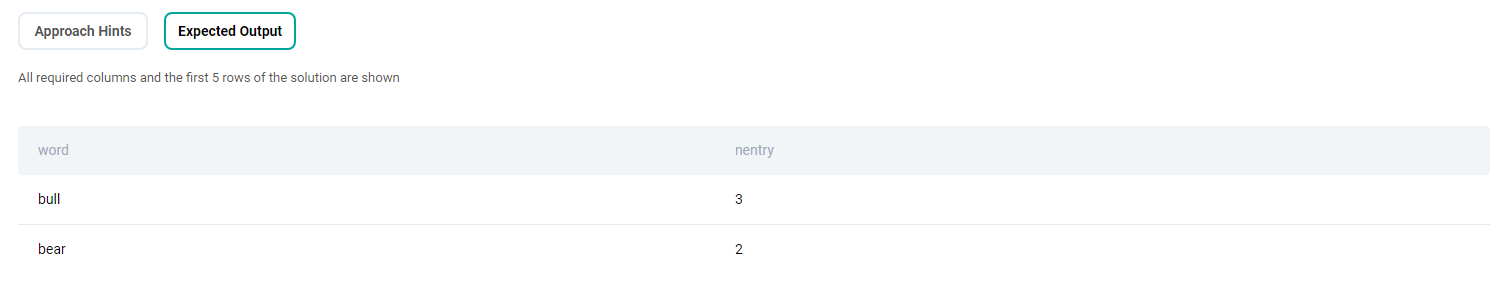 Approach Hints Expected Output
All required columns and the first 5 rows of the solution are shown
word nentry
bull 3
bear 2